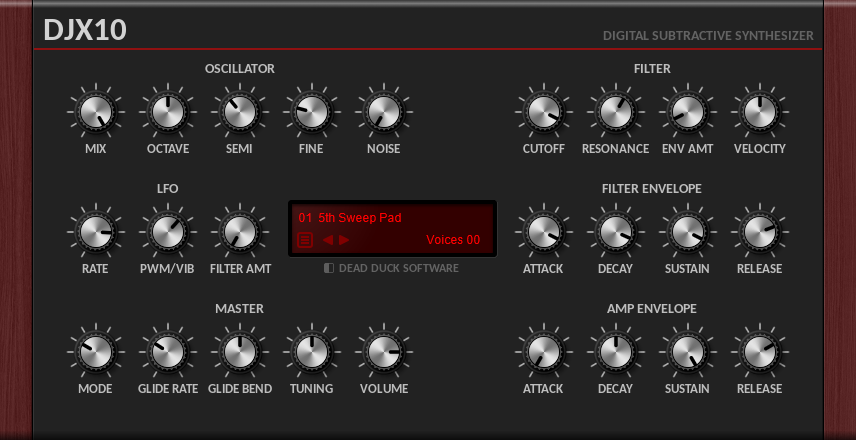 DJX10
DIGITAL SUBTRACTIVE SYNTHESIZER
OSCILLATOR
FILTER
MIX OCTAVE SEMI FINE NOISE
CUTOFF RESONANCE ENV AMT VELOCITY
LFO
FILTER ENVELOPE
01 5th Sweep Pad
Voices 00
RATE PWM/VIB FILTER AMT
DEAD DUCK SOFTWARE
ATTACK DECAY SUSTAIN RELEASE
MASTER
AMP ENVELOPE
MODE GLIDE RATE GLIDE BEND TUNING VOLUME
ATTACK DECAY SUSTAIN RELEASE